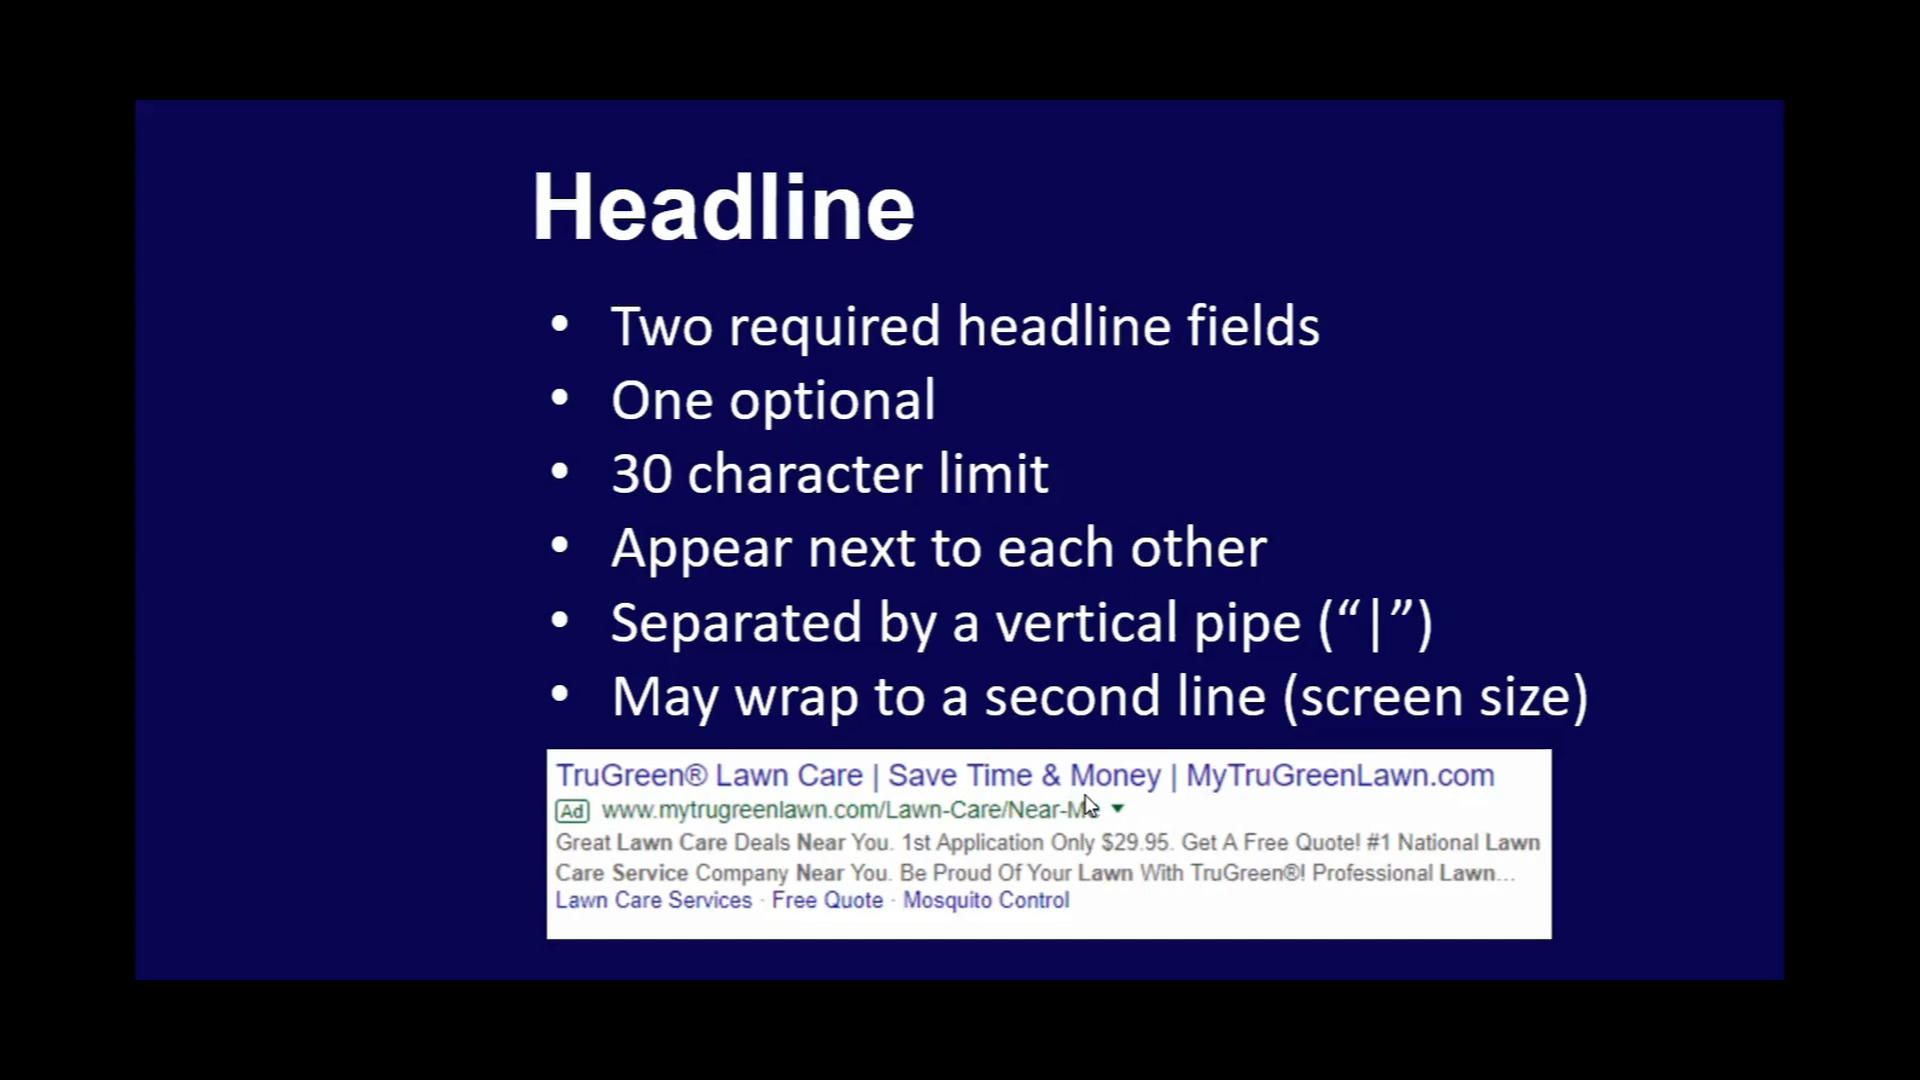 Headline
• Two required headline fields
• One optional
• 30 character limit
• Appear next to each other
• Separated by a vertical pipe (“|”)
• May wrap to a second line (screen size)
TruGreen® Lawn Care | Save Time & Money | MyTruGreenLawn.com
Ad www.mytrugreenlawn.com/Lawn-Care/Near-M
Great Lawn Care Deals Near You. 1st Application Only $29.95. Get A Free Quote! #1 National Lawn
Care Service Company Near You. Be Proud Of Your Lawn With TruGreen®! Professional Lawn...
Lawn Care Services · Free Quote · Mosquito Control